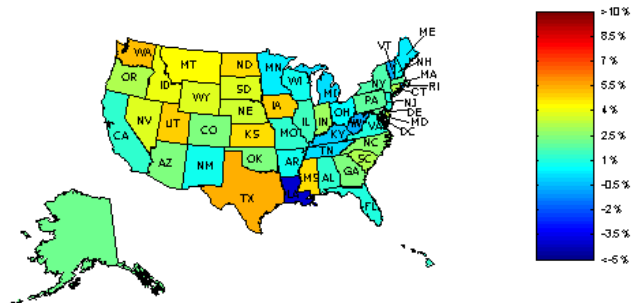 ME
VT
NH
MA
RI
CT
NJ
DE
MD
DC
WA
MT
ND
MN
OR
ID
SD
WI
MI
NY
WY
IA
PA
NE
NV
UT
CO
KS
IL
IN
OH
MO
KY
VA
CA
AZ
NM
OK
AR
TN
NC
SC
TX
MS
AL
GA
FL
>10%
8.5%
7%
5.5%
4%
2.5%
1%
-0.5%
-2%
-3.5%
<-5%